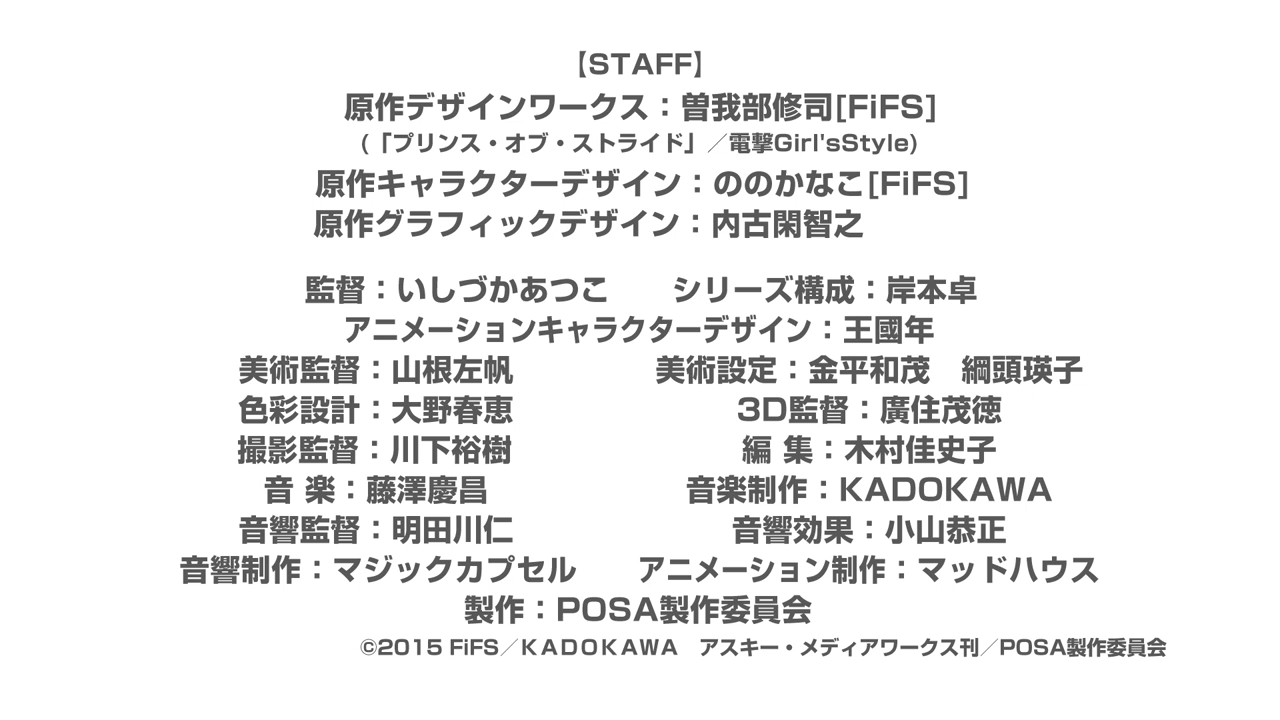 【STAFF】
原作デザインワークス：曽我部修司[FiFS]
(「プリンス・オブ・ストライド」／電撃Girl'sStyle)
原作キャラクターデザイン：ののかなこ[FiFS]
原作グラフィックデザイン：内古閑智之
監督：いしづかあつこ　シリーズ構成：岸本卓
アニメーションキャラクターデザイン：王國年
美術監督：山根左帆　美術設定：金平和茂　綱頭瑛子
色彩設計：大野春恵　3D監督：廣住茂徳
撮影監督：川下裕樹　編 集：木村佳史子
音 楽：藤澤慶昌　音楽制作：KADOKAWA
音響監督：明田川仁　音響効果：小山恭正
音響制作：マジックカプセル　アニメーション制作：マッドハウス
製作：POSA製作委員会
©2015 FiFS／KADOKAWA　アスキー・メディアワークス刊／POSA製作委員会